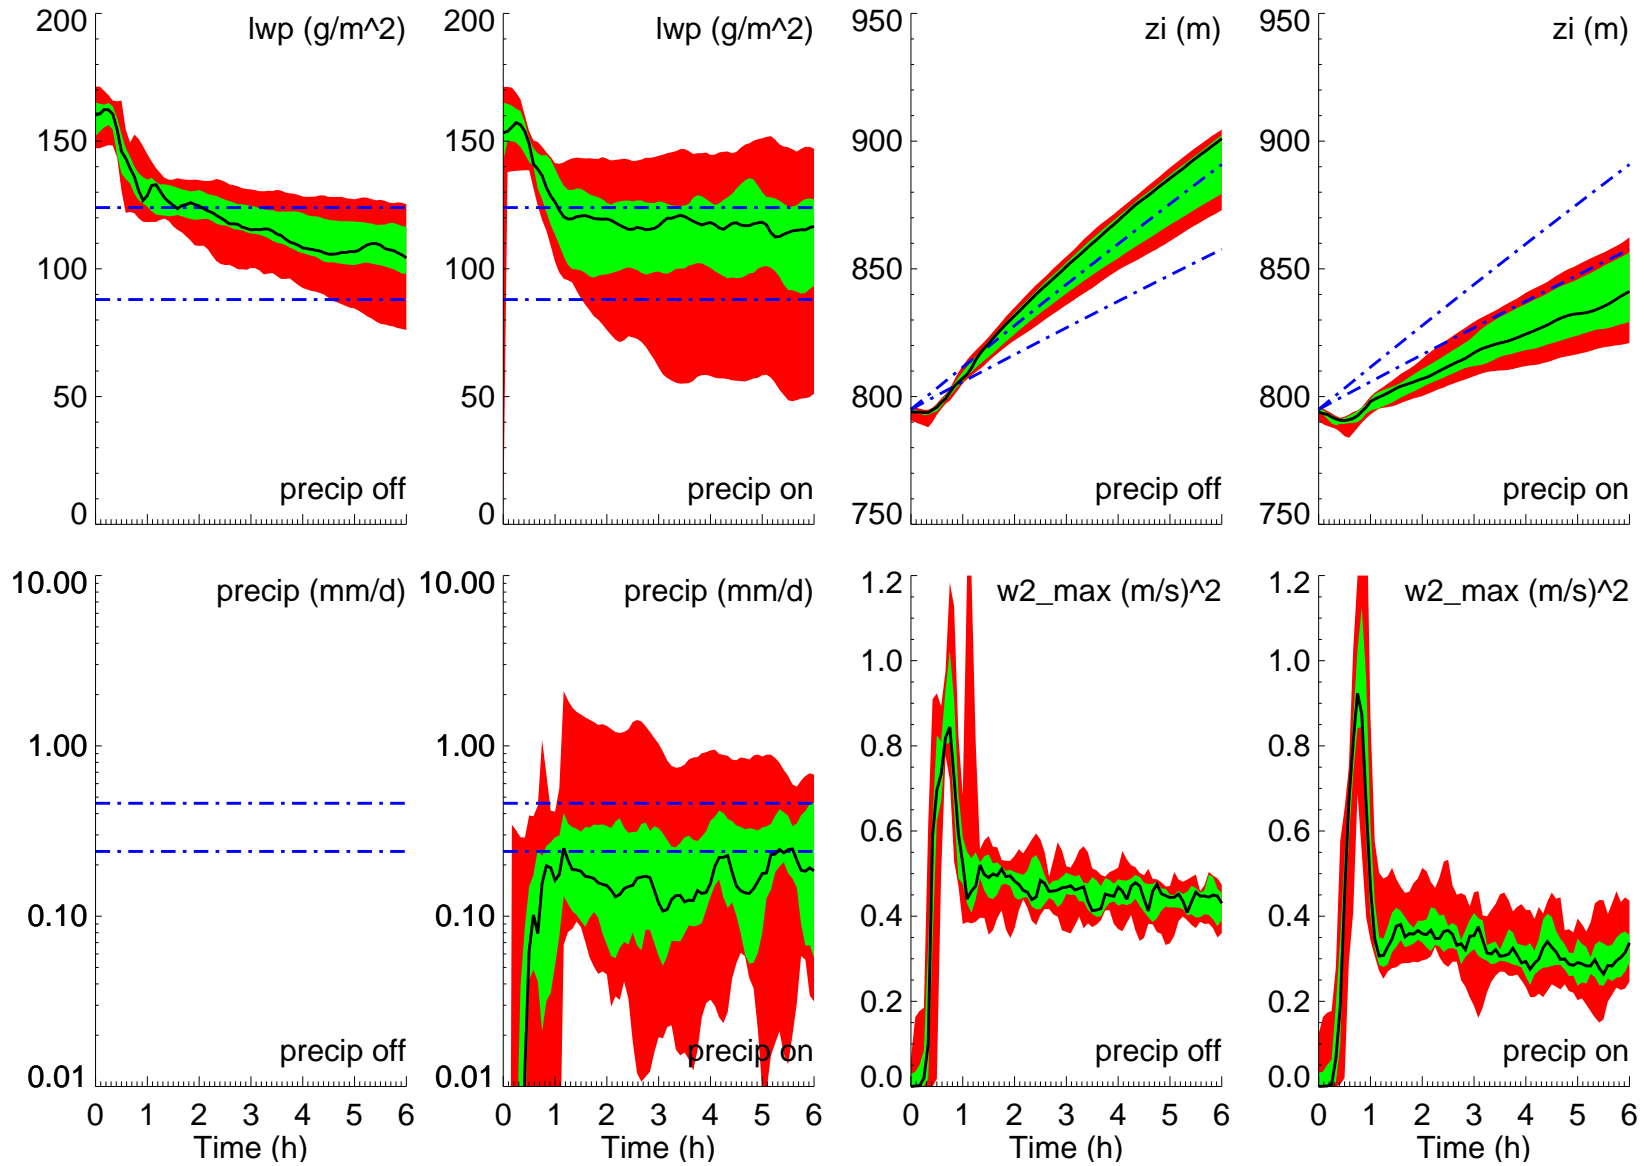 200
150
100
50
0
lwp (g/m^2)
precip off
200
150
100
50
0
lwp (g/m^2)
precip on
950
900
850
800
750
zi (m)
precip off
950
900
850
800
750
zi (m)
precip on
10.00
1.00
0.10
0.01
precip (mm/d)
precip off
0 1 2 3 4 5 6
Time (h)
10.00
1.00
0.10
0.01
precip (mm/d)
precip on
0 1 2 3 4 5 6
Time (h)
1.2
1.0
0.8
0.6
0.4
0.2
0.0
w2_max (m/s)^2
precip off
0 1 2 3 4 5 6
Time (h)
1.2
1.0
0.8
0.6
0.4
0.2
0.0
w2_max (m/s)^2
precip on
0 1 2 3 4 5 6
Time (h)